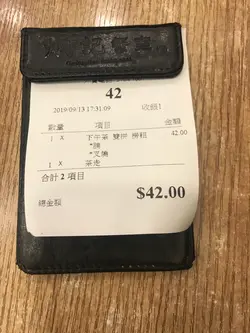 42
2019/09/13 17:31:09 收銀1
數量 項目 金額
1 X 下午茶 雙拼 撈粗 42.00
*腩
*叉燒
1 X 茶走
合計 2 項目
總金額 $42.00